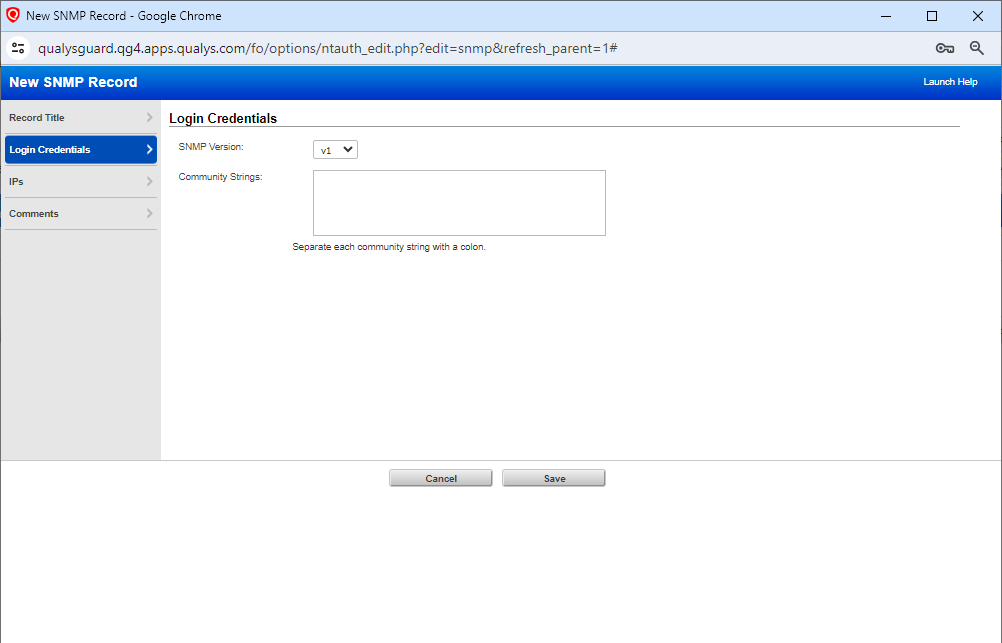 New SNMP Record - Google Chrome
qualysguard.qg4.apps.qualys.com/fo/options/ntauth_edit.php?edit=snmp&refresh_parent=1#
New SNMP Record
Launch Help
Record Title
Login Credentials
IPs
Comments
Login Credentials
SNMP Version:
v1
Community Strings:
Separate each community string with a colon.
Cancel
Save